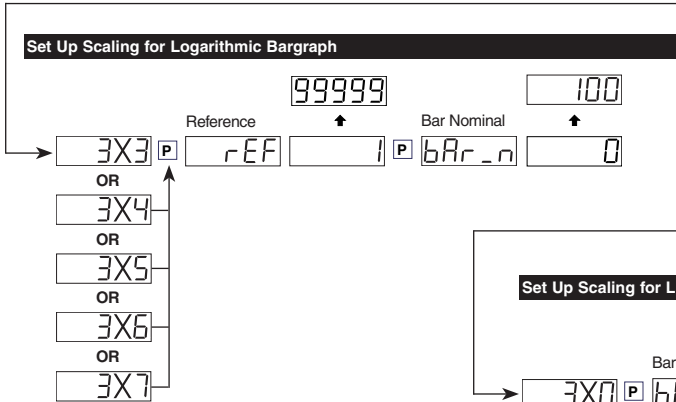 Set Up Scaling for Logarithmic Bargraph
99999
100
Reference
Bar Nominal
3X3 P rEF 1 P bAr_n 0
OR
3X4
OR
3X5
OR
Set Up Scaling for L
3X6
OR
Bar
3X7
3X0 P